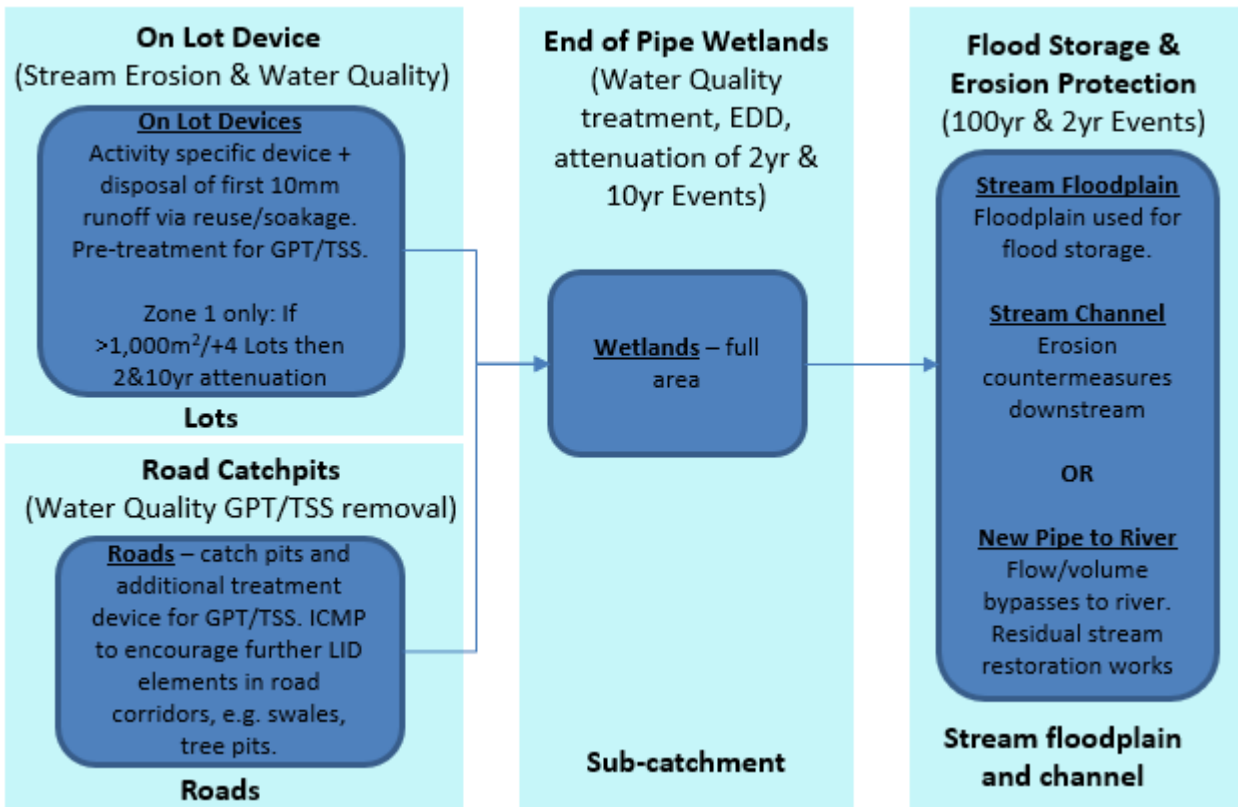 On Lot Device
(Stream Erosion & Water Quality)
On Lot Devices
Activity specific device +
disposal of first 10mm
runoff via reuse/soakage.
Pre-treatment for GPT/TSS.
Zone 1 only: If
>1,000m²/+4 Lots then
2&10yr attenuation
Lots
Road Catchpits
(Water Quality GPT/TSS removal)
Roads – catch pits and
additional treatment
device for GPT/TSS. ICMP
to encourage further LID
elements in road
corridors, e.g. swales,
tree pits.
Roads
End of Pipe Wetlands
(Water Quality
treatment, EDD,
attenuation of 2yr &
10yr Events)
Wetlands – full
area
Sub-catchment
Flood Storage &
Erosion Protection
(100yr & 2yr Events)
Stream Floodplain
Floodplain used for
flood storage.
Stream Channel
Erosion
countermeasures
downstream
OR
New Pipe to River
Flow/volume
bypasses to river.
Residual stream
restoration works
Stream floodplain
and channel